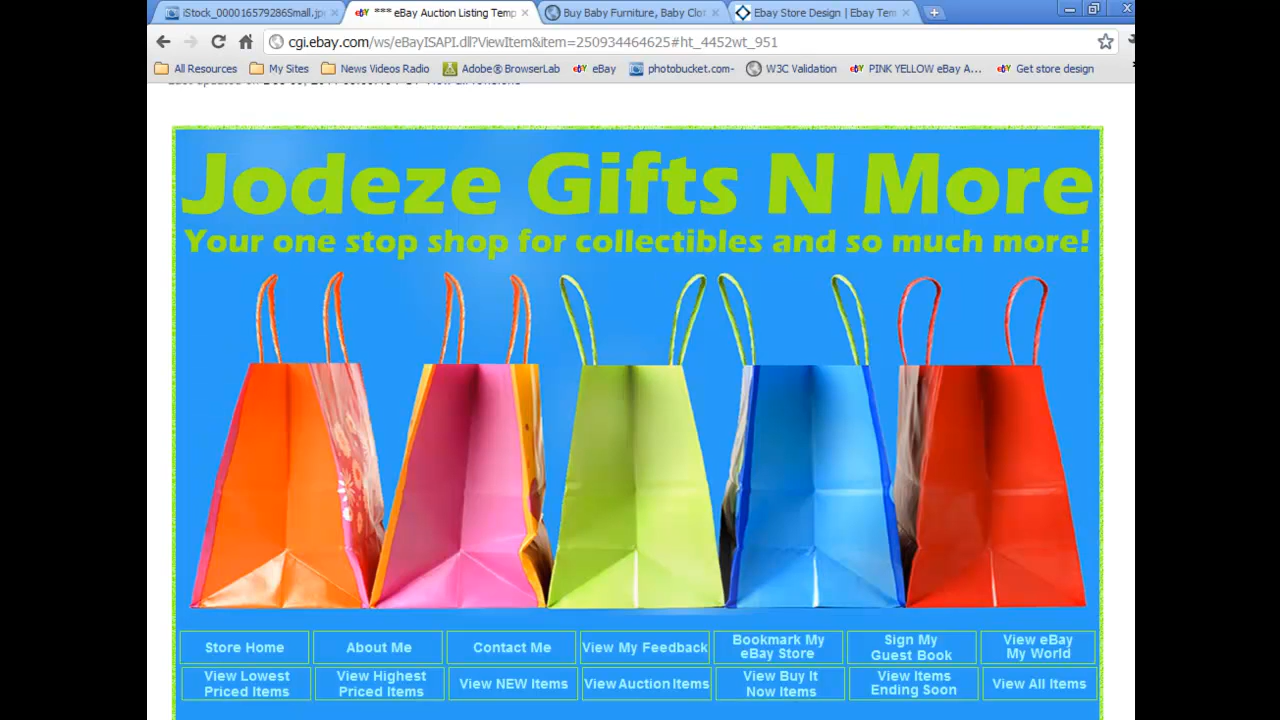 iStock_000016579286Small.jp
*** eBay Auction Listing Temp
Buy Baby Furniture, Baby Clot
Ebay Store Design | Ebay Tem
cgi.ebay.com/ws/eBayISAPI.dll?ViewItem&item=250934464625#ht_4452wt_951
All Resources
My Sites
News Videos Radio
Adobe® BrowserLab
eBay
photobucket.com-
W3C Validation
PINK YELLOW eBay A...
Get store design
Jodeze Gifts N More
Your one stop shop for collectibles and so much more!
Store Home
About Me
Contact Me
View My Feedback
Bookmark My
eBay Store
Sign My
Guest Book
View eBay
My World
View Lowest
Priced Items
View Highest
Priced Items
View NEW Items
View Auction Items
View Buy It
Now Items
View Items
Ending Soon
View All Items